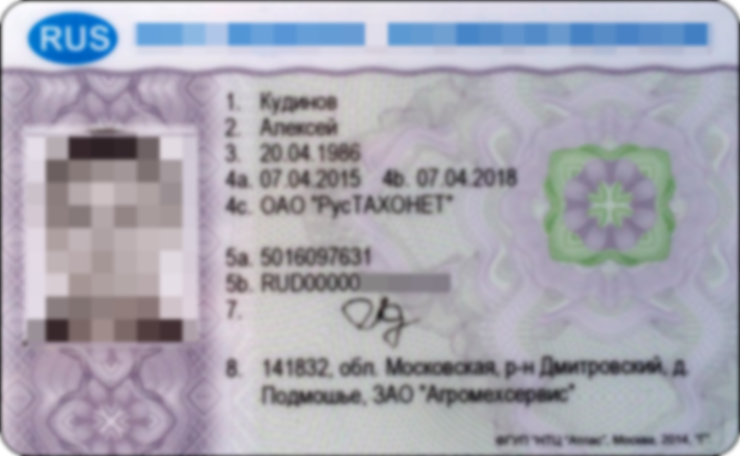 RUS
1. Кудинов
2. Алексей
3. 20.04.1986
4a. 07.04.2015 4b. 07.04.2018
4c. ОАО "РусТАХОНЕТ"
5a. 5016097631
5b. RUD00000
7.
8. 141832, обл. Московская, р-н Дмитровский, д.
Подмошье, ЗАО "Агромехсервис"
ФГУП "НТЦ "Атлас", Москва, 2014, "Г".